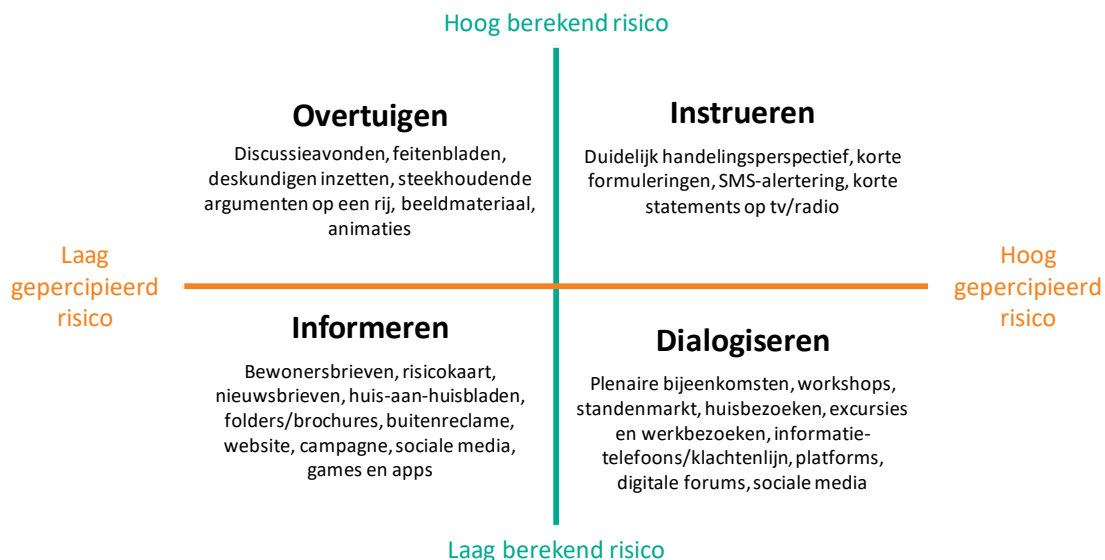 Hoog berekend risico
Overtuigen
Discussieavonden, feitenbladen,
deskundigen inzetten, steekhoudende
argumenten op een rij, beeldmateriaal,
animaties
Instrueren
Duidelijk handelingsperspectief, korte
formuleringen, SMS-alertering, korte
statements op tv/radio
Laag
gepercipieerd
risico
Hoog
gepercipieerd
risico
Informeren
Bewonersbrieven, risicokaart,
nieuwsbrieven, huis-aan-huisbladen,
folders/brochures, buitenreclame,
website, campagne, sociale media,
games en apps
Dialogiseren
Plenaire bijeenkomsten, workshops,
standenmarkt, huisbezoeken, excursies
en werkbezoeken, informatie-
telefoons/klachtenlijn, platforms,
digitale forums, sociale media
Laag berekend risico